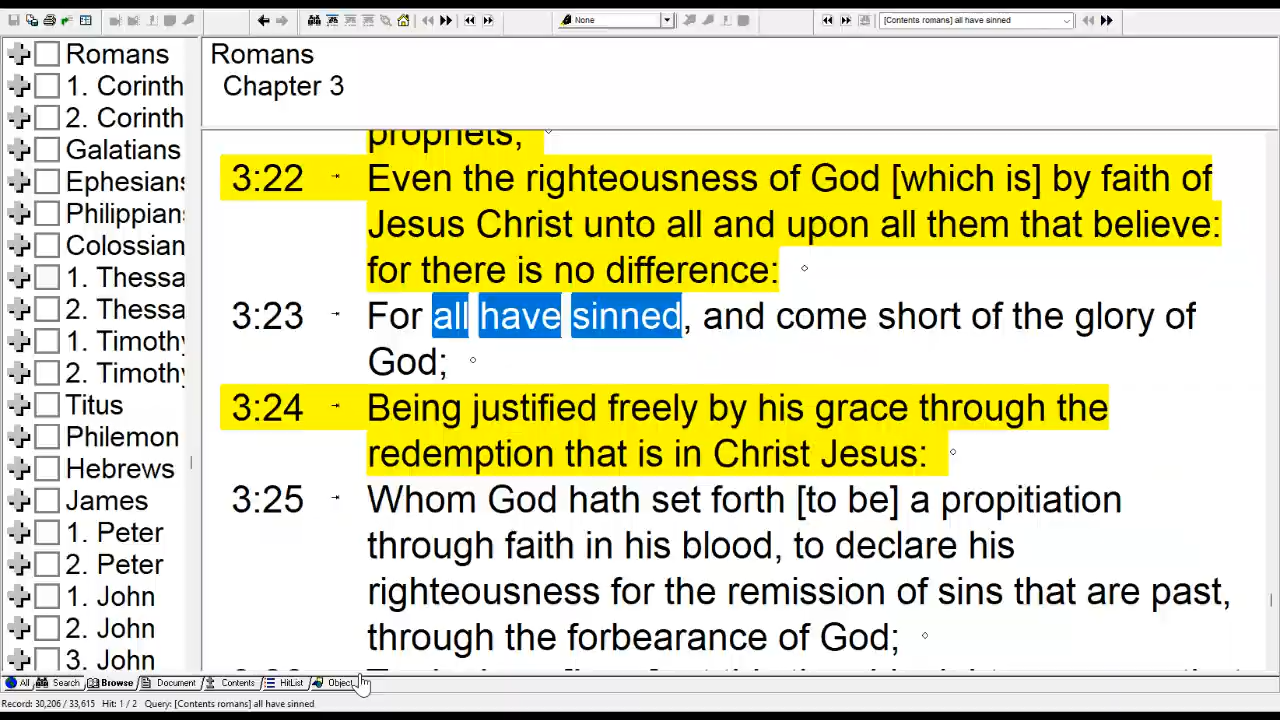 None
[Contents romans] all have sinned
Romans
1. Corinth
2. Corinth
Galatians
Ephesians
Philippian
Colossian
1. Thessa
2. Thessa
1. Timothy
2. Timothy
Titus
Philemon
Hebrews
James
1. Peter
2. Peter
1. John
2. John
3. John
Romans
Chapter 3
prophets,
3:22 Even the righteousness of God [which is] by faith of
Jesus Christ unto all and upon all them that believe:
for there is no difference:
3:23 For all have sinned, and come short of the glory of
God;
3:24 Being justified freely by his grace through the
redemption that is in Christ Jesus:
3:25 Whom God hath set forth [to be] a propitiation
through faith in his blood, to declare his
righteousness for the remission of sins that are past,
through the forbearance of God;
All Search Browse Document Contents HitList Object
Record: 30,206 / 33,615 Hit: 1 / 2 Query: [Contents romans] all have sinned